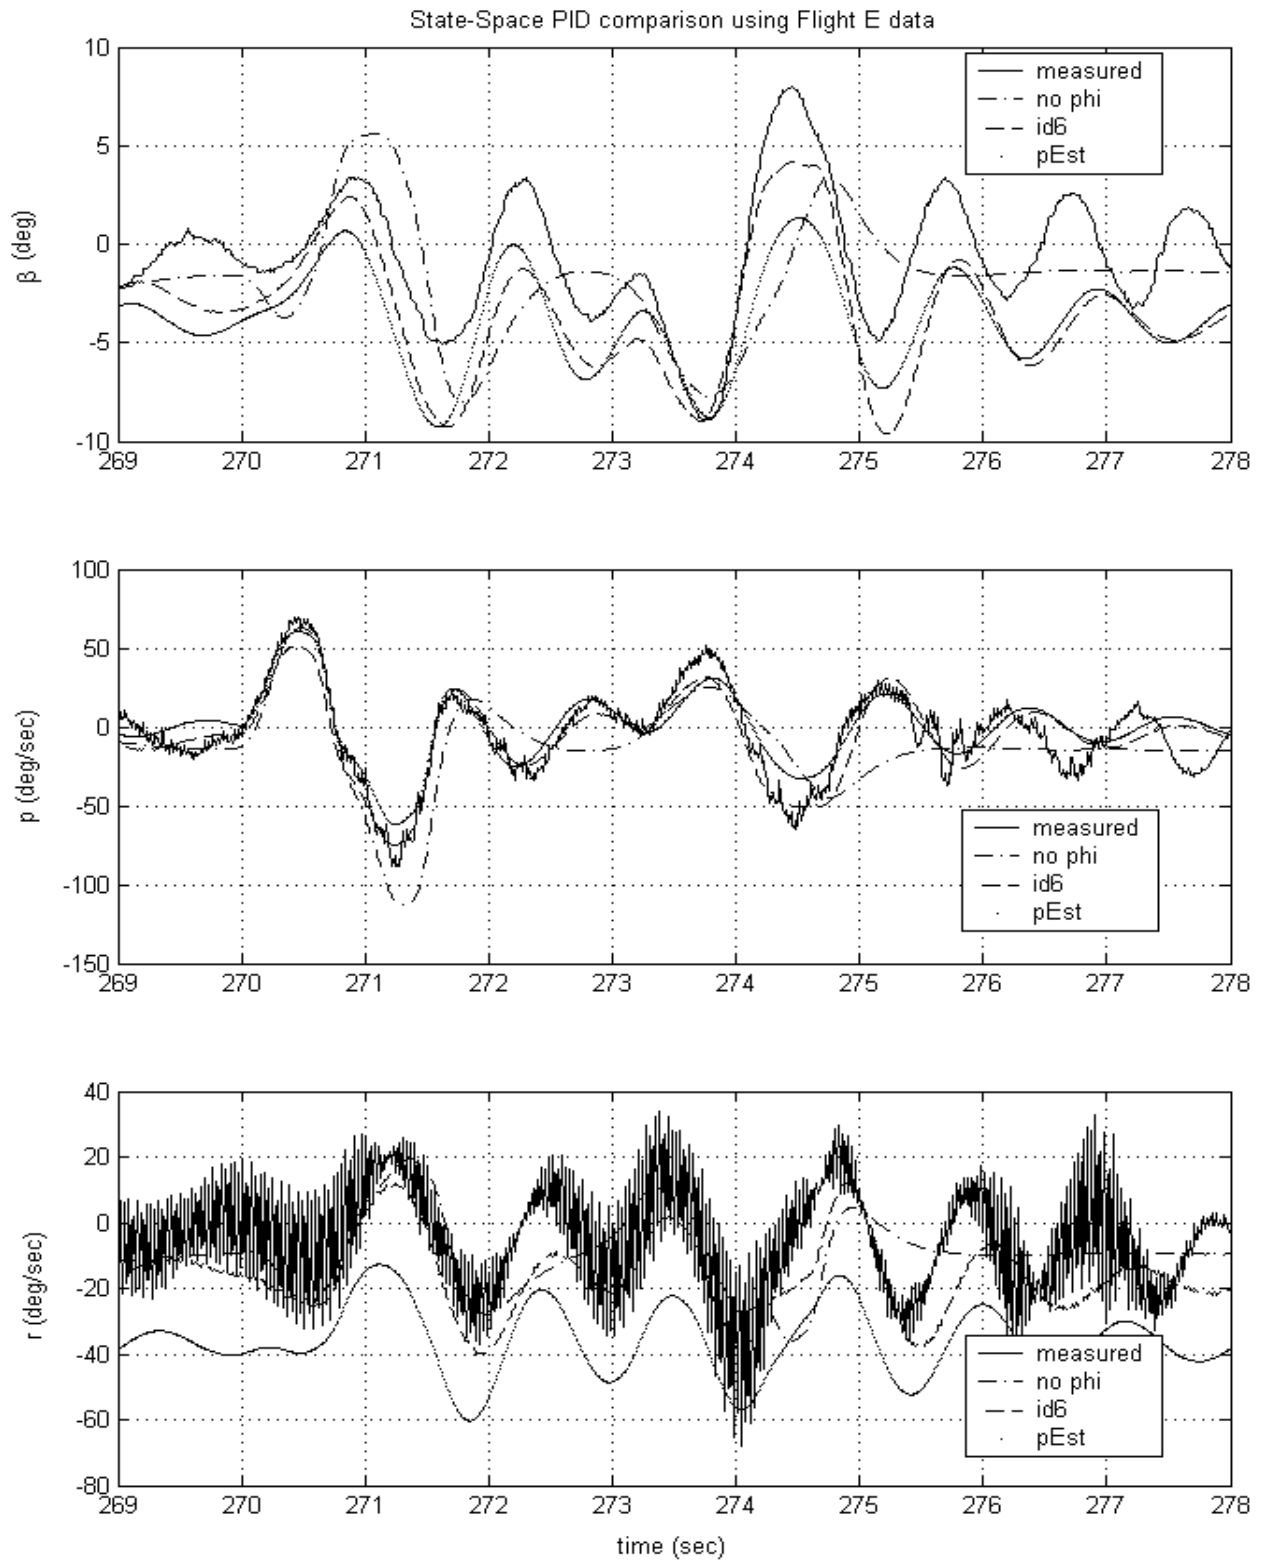 State-Space PID comparison using Flight E data
10
5
0
-5
-10
β (deg)
measured
no phi
id6
pEst
269 270 271 272 273 274 275 276 277 278
100
50
0
-50
-100
-150
p (deg/sec)
measured
no phi
id6
pEst
269 270 271 272 273 274 275 276 277 278
40
20
0
-20
-40
-60
-80
r (deg/sec)
measured
no phi
id6
pEst
269 270 271 272 273 274 275 276 277 278
time (sec)